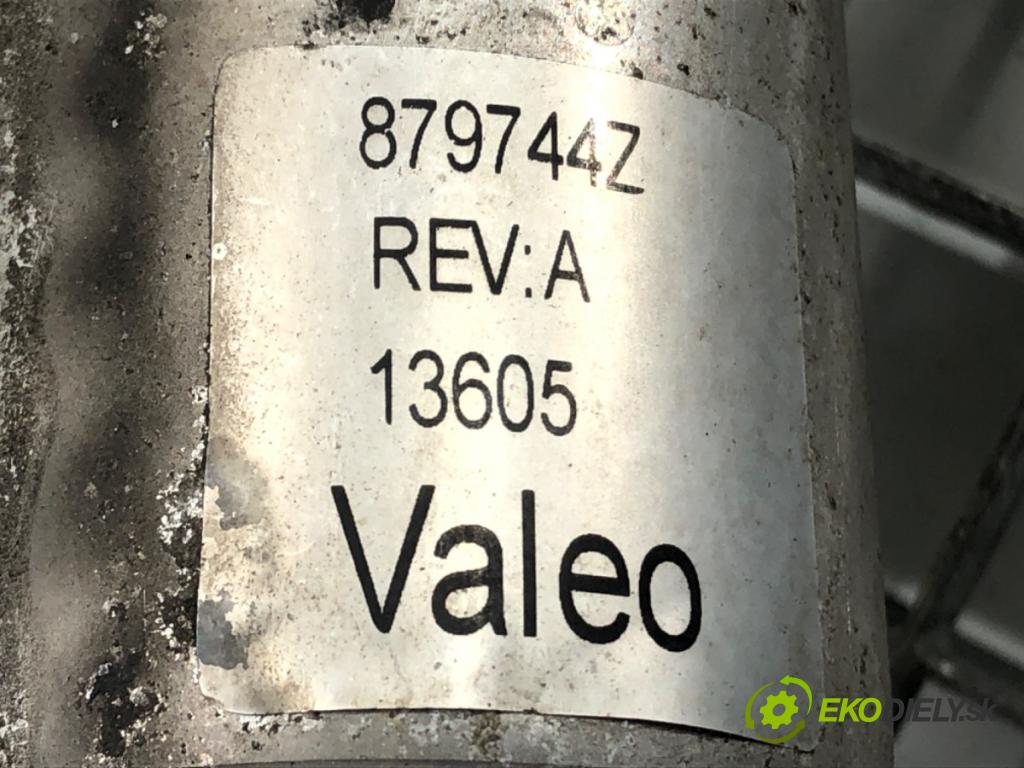 879744Z
REV:A
13605
Valeo
EKODIELY.sk